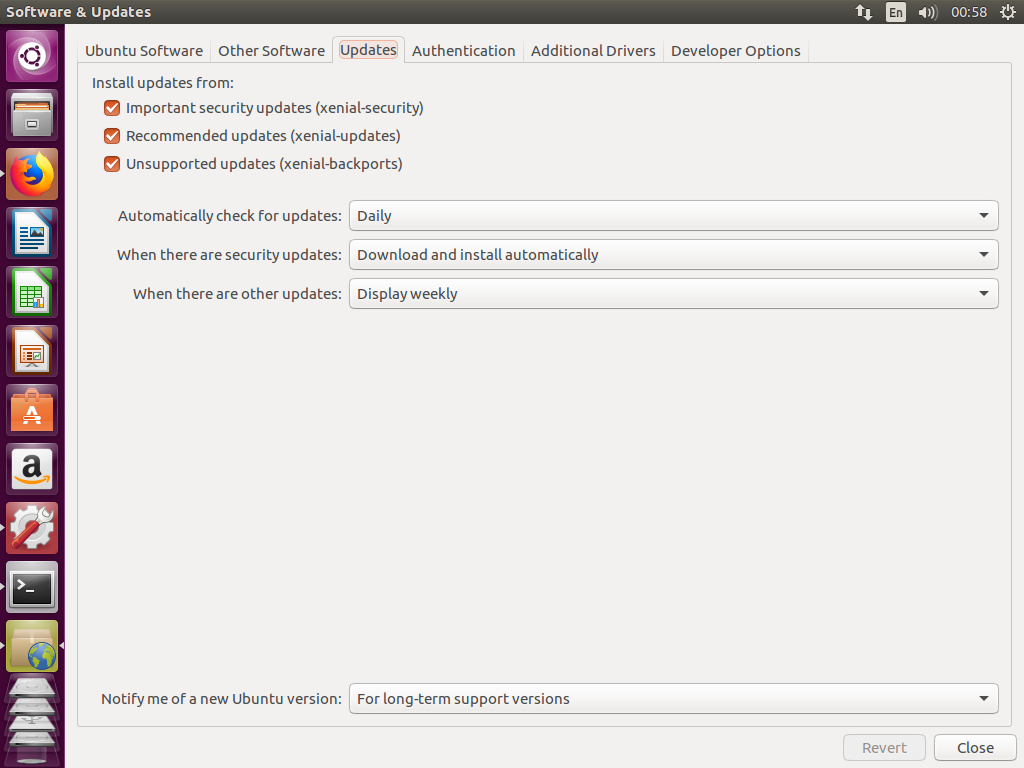 Software & Updates
En
00:58
Ubuntu Software
Other Software
Updates
Authentication
Additional Drivers
Developer Options
Install updates from:
Important security updates (xenial-security)
Recommended updates (xenial-updates)
Unsupported updates (xenial-backports)
Automatically check for updates: Daily
When there are security updates: Download and install automatically
When there are other updates: Display weekly
Notify me of a new Ubuntu version: For long-term support versions
Revert
Close